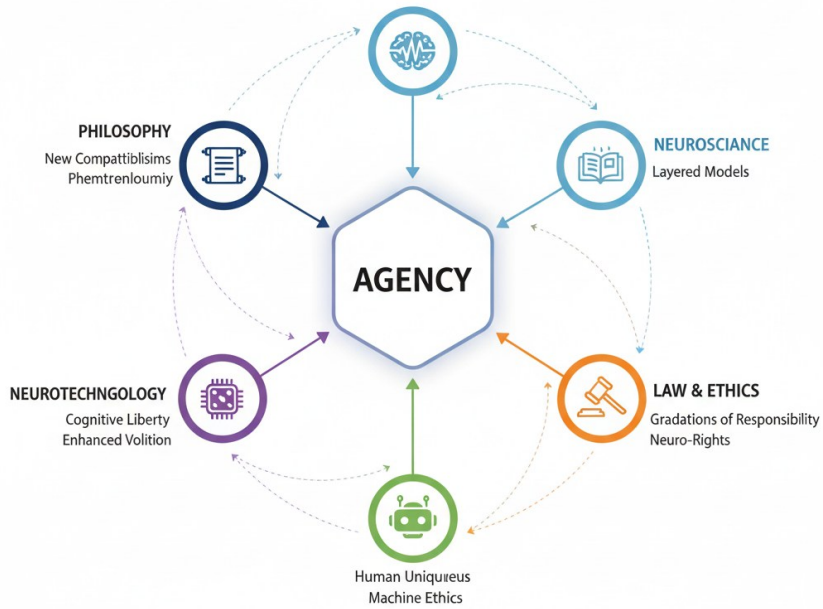 PHILOSOPHY
New Compattiblisims
Phemtrenloumiy
NEUROSCIANCE
Layered Models
AGENCY
NEUROTECHNGOLOGY
Cognitive Liberty
Enhanced Volition
LAW & ETHICS
Gradations of Responsibility
Neuro-Rights
Human Uniqueus
Machine Ethics